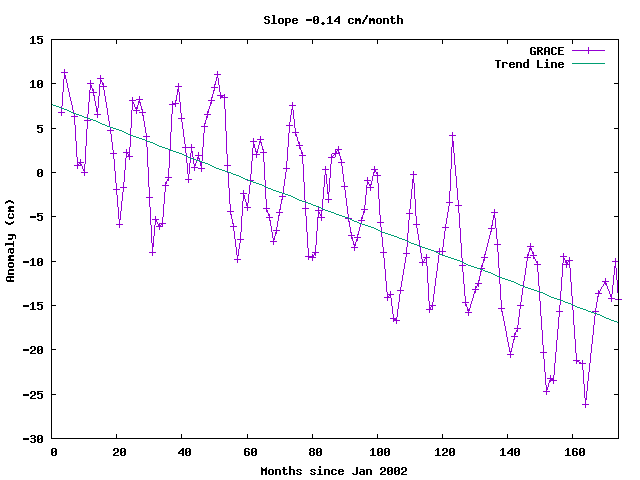 Slope -0.14 cm/month
15
10
5
0
-5
-10
-15
-20
-25
-30
Anomaly (cm)
GRACE
Trend Line
0 20 40 60 80 100 120 140 160
Months since Jan 2002